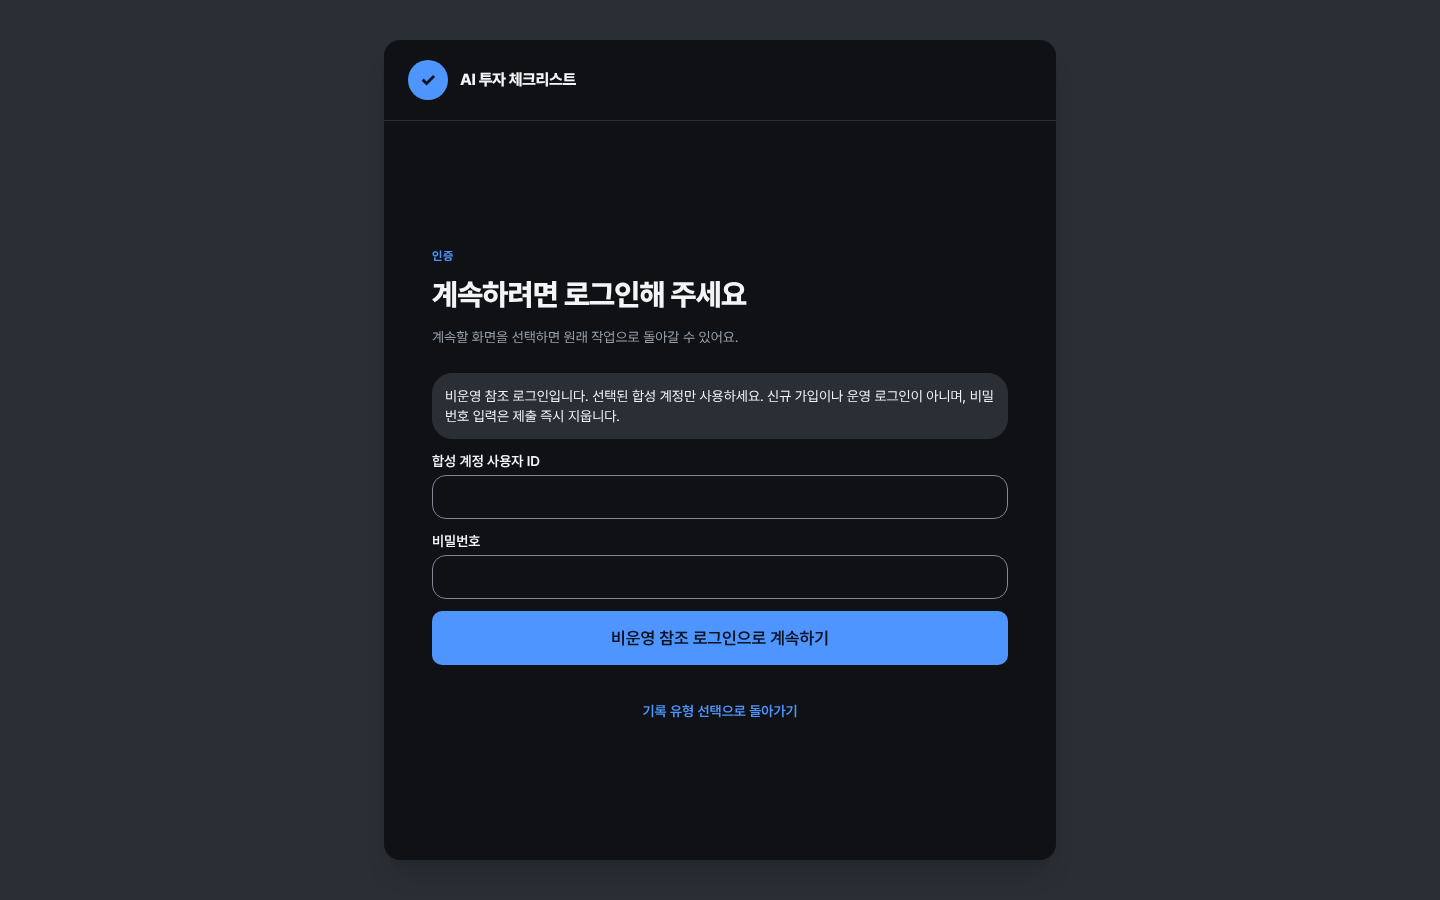 AI 투자 체크리스트
인증
계속하려면 로그인해 주세요
계속할 화면을 선택하면 원래 작업으로 돌아갈 수 있어요.
비운영 참조 로그인입니다. 선택된 합성 계정만 사용하세요. 신규 가입이나 운영 로그인이 아니며, 비밀
번호 입력은 제출 즉시 지웁니다.
합성 계정 사용자 ID
비밀번호
비운영 참조 로그인으로 계속하기
기록 유형 선택으로 돌아가기